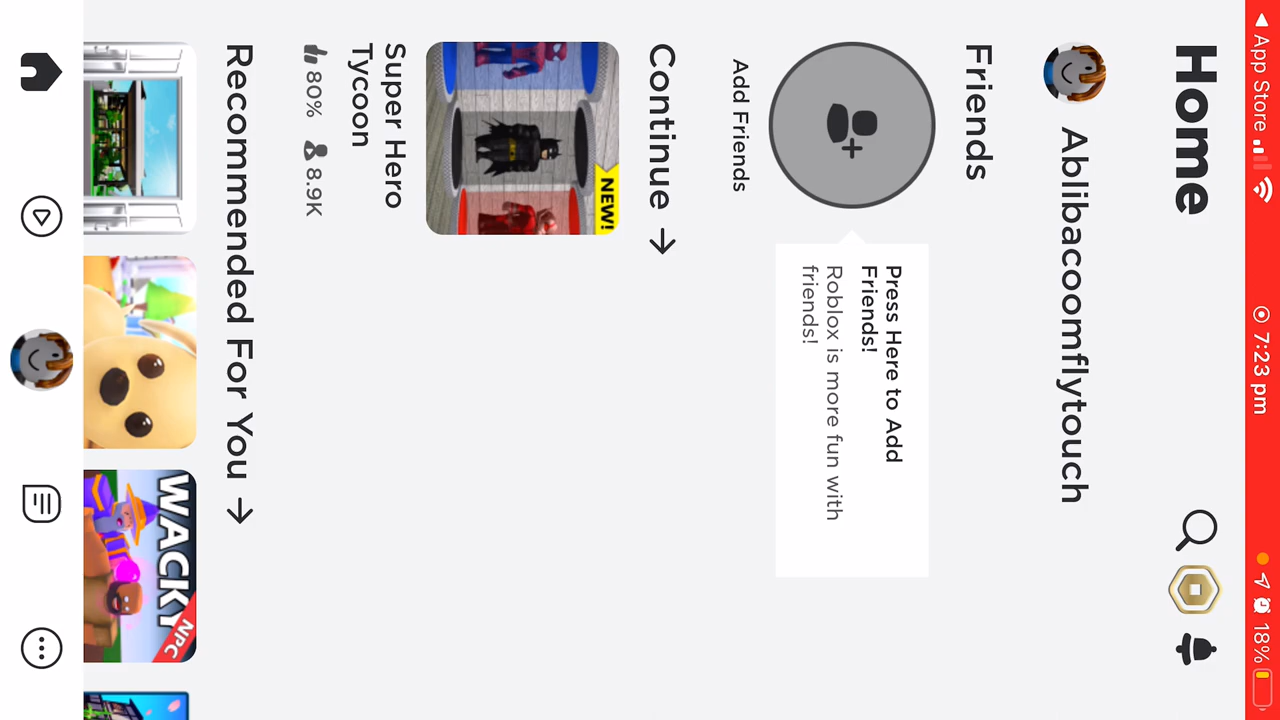 App Store
7:23 pm
18%
Home
Ablibacoomflytouch
Friends
Add Friends
Press Here to Add
Friends!
Roblox is more fun with
friends!
Continue →
NEW!
Super Hero
Tycoon
80% 8.9K
Recommended For You →
WACKY
NPC